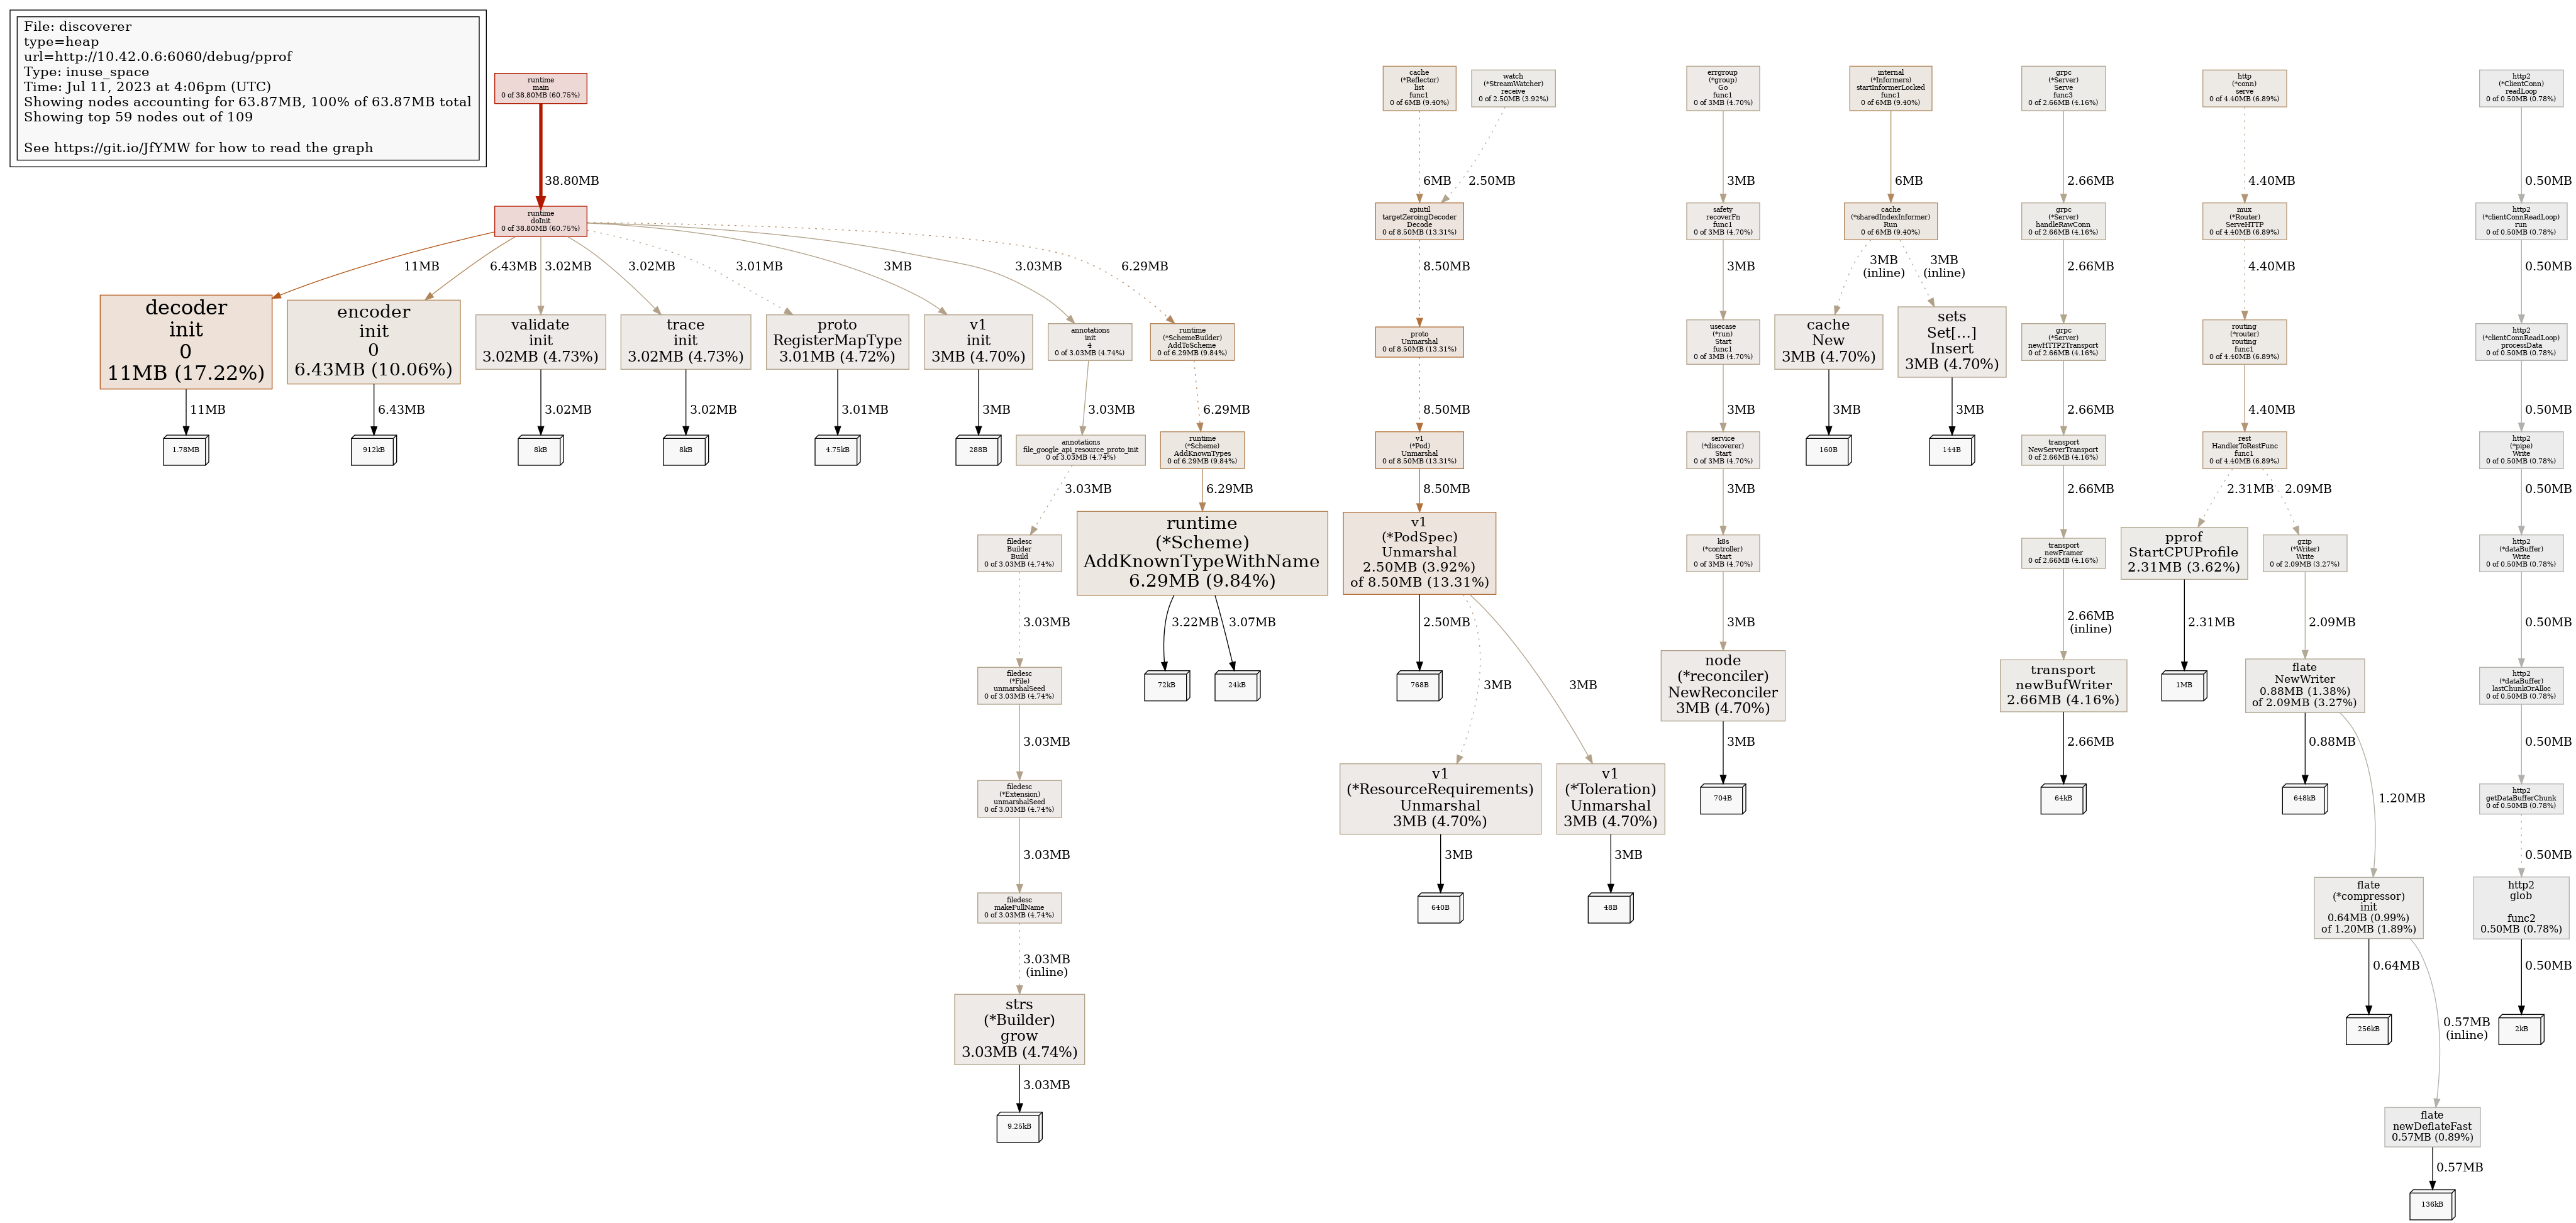 File: discoverer
type=heap
url=http://10.42.0.6:6060/debug/pprof
Type: inuse_space
Time: Jul 11, 2023 at 4:06pm (UTC)
Showing nodes accounting for 63.87MB, 100% of 63.87MB total
Showing top 59 nodes out of 109
See https://git.io/JfYMW for how to read the graph
runtime
main
0 of 38.80MB (60.75%)
38.80MB
runtime
doInit
0 of 38.80MB (60.75%)
11MB
6.43MB
3.02MB
3.02MB
3.01MB
3MB
3.03MB
6.29MB
decoder
init
0
11MB (17.22%)
11MB
1.78MB
encoder
init
0
6.43MB (10.06%)
6.43MB
912kB
validate
init
3.02MB (4.73%)
3.02MB
8kB
trace
init
3.02MB (4.73%)
3.02MB
8kB
proto
RegisterMapType
3.01MB (4.72%)
3.01MB
4.75kB
v1
init
3MB (4.70%)
3MB
288B
annotations
init
4
0 of 3.03MB (4.74%)
3.03MB
annotations
file_google_api_resource_proto_init
0 of 3.03MB (4.74%)
3.03MB
filedesc
Builder
Build
0 of 3.03MB (4.74%)
3.03MB
filedesc
(*File)
unmarshalSeed
0 of 3.03MB (4.74%)
3.03MB
filedesc
(*Extension)
unmarshalSeed
0 of 3.03MB (4.74%)
3.03MB
filedesc
makeFullName
0 of 3.03MB (4.74%)
3.03MB
(inline)
strs
(*Builder)
grow
3.03MB (4.74%)
3.03MB
9.25kB
runtime
(*SchemeBuilder)
AddToScheme
0 of 6.29MB (9.84%)
6.29MB
runtime
(*Scheme)
AddKnownTypes
0 of 6.29MB (9.84%)
6.29MB
runtime
(*Scheme)
AddKnownTypeWithName
6.29MB (9.84%)
3.22MB
3.07MB
72kB
24kB
cache
(*Reflector)
list
func1
0 of 6MB (9.40%)
6MB
watch
(*StreamWatcher)
receive
0 of 2.50MB (3.92%)
2.50MB
apiutil
targetZeroingDecoder
Decode
0 of 8.50MB (13.31%)
8.50MB
proto
Unmarshal
0 of 8.50MB (13.31%)
8.50MB
v1
(*Pod)
Unmarshal
0 of 8.50MB (13.31%)
8.50MB
v1
(*PodSpec)
Unmarshal
2.50MB (3.92%)
of 8.50MB (13.31%)
2.50MB
3MB
3MB
768B
v1
(*ResourceRequirements)
Unmarshal
3MB (4.70%)
3MB
640B
v1
(*Toleration)
Unmarshal
3MB (4.70%)
3MB
48B
errgroup
(*group)
Go
func1
0 of 3MB (4.70%)
3MB
safety
recoverFn
func1
0 of 3MB (4.70%)
3MB
usecase
(*run)
Start
func1
0 of 3MB (4.70%)
3MB
service
(*discoverer)
Start
0 of 3MB (4.70%)
3MB
k8s
(*controller)
Start
0 of 3MB (4.70%)
3MB
node
(*reconciler)
NewReconciler
3MB (4.70%)
3MB
704B
internal
(*Informers)
startInformerLocked
func1
0 of 6MB (9.40%)
6MB
cache
(*sharedIndexInformer)
Run
0 of 6MB (9.40%)
3MB
(inline)
3MB
(inline)
cache
New
3MB (4.70%)
3MB
160B
sets
Set[...]
Insert
3MB (4.70%)
3MB
144B
grpc
(*Server)
Serve
func3
0 of 2.66MB (4.16%)
2.66MB
grpc
(*Server)
handleRawConn
0 of 2.66MB (4.16%)
2.66MB
grpc
(*Server)
newHTTP2Transport
0 of 2.66MB (4.16%)
2.66MB
transport
NewServerTransport
0 of 2.66MB (4.16%)
2.66MB
transport
newFramer
0 of 2.66MB (4.16%)
2.66MB
(inline)
transport
newBufWriter
2.66MB (4.16%)
2.66MB
64kB
http
(*conn)
serve
0 of 4.40MB (6.89%)
4.40MB
mux
(*Router)
ServeHTTP
0 of 4.40MB (6.89%)
4.40MB
routing
(*router)
routing
func1
0 of 4.40MB (6.89%)
4.40MB
rest
HandlerToRestFunc
func1
0 of 4.40MB (6.89%)
2.31MB
2.09MB
pprof
StartCPUProfile
2.31MB (3.62%)
2.31MB
1MB
gzip
(*Writer)
Write
0 of 2.09MB (3.27%)
2.09MB
flate
NewWriter
0.88MB (1.38%)
of 2.09MB (3.27%)
0.88MB
1.20MB
648kB
flate
(*compressor)
init
0.64MB (0.99%)
of 1.20MB (1.89%)
0.64MB
0.57MB
(inline)
256kB
flate
newDeflateFast
0.57MB (0.89%)
0.57MB
136kB
http2
(*ClientConn)
readLoop
0 of 0.50MB (0.78%)
0.50MB
http2
(*clientConnReadLoop)
run
0 of 0.50MB (0.78%)
0.50MB
http2
(*clientConnReadLoop)
processData
0 of 0.50MB (0.78%)
0.50MB
http2
(*pipe)
Write
0 of 0.50MB (0.78%)
0.50MB
http2
(*dataBuffer)
Write
0 of 0.50MB (0.78%)
0.50MB
http2
(*dataBuffer)
lastChunkOrAlloc
0 of 0.50MB (0.78%)
0.50MB
http2
getDataBufferChunk
0 of 0.50MB (0.78%)
0.50MB
http2
glob
func2
0.50MB (0.78%)
0.50MB
2kB